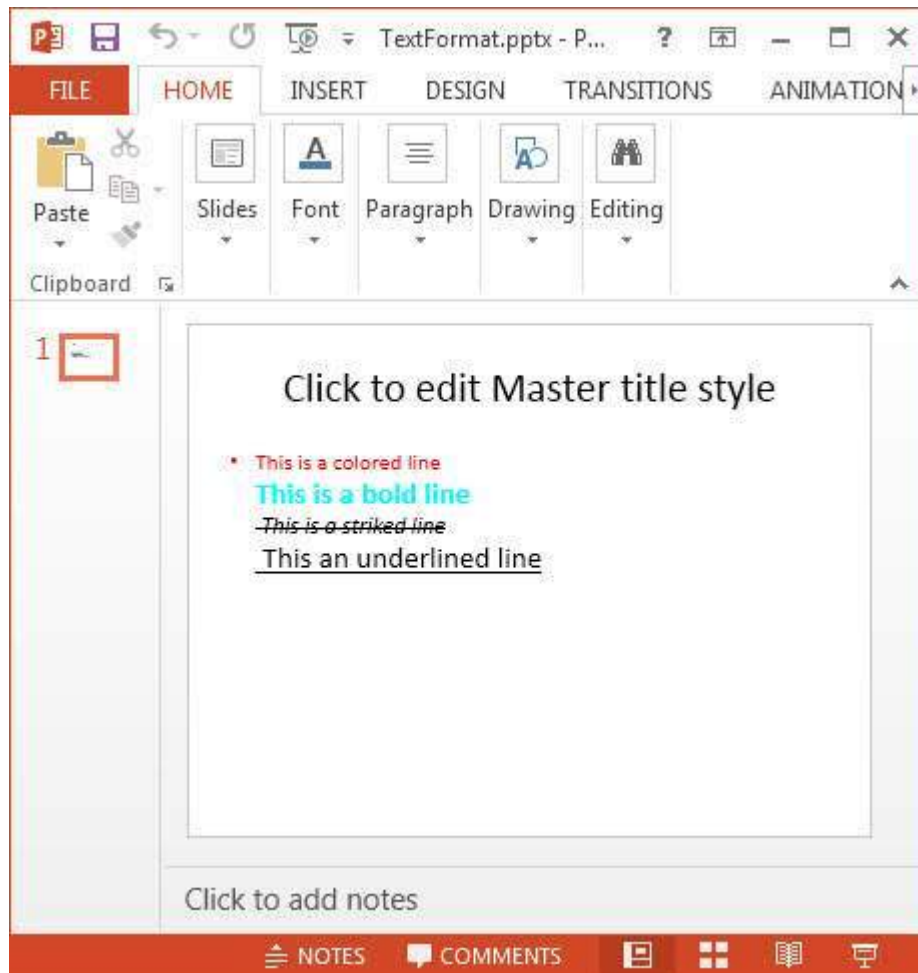 TextFormat.pptx - P... ?
FILE HOME INSERT DESIGN TRANSITIONS ANIMATION
Paste Slides Font Paragraph Drawing Editing
Clipboard
1
Click to edit Master title style
• This is a colored line
This is a bold line
This is a striked line
This an underlined line
Click to add notes
NOTES COMMENTS